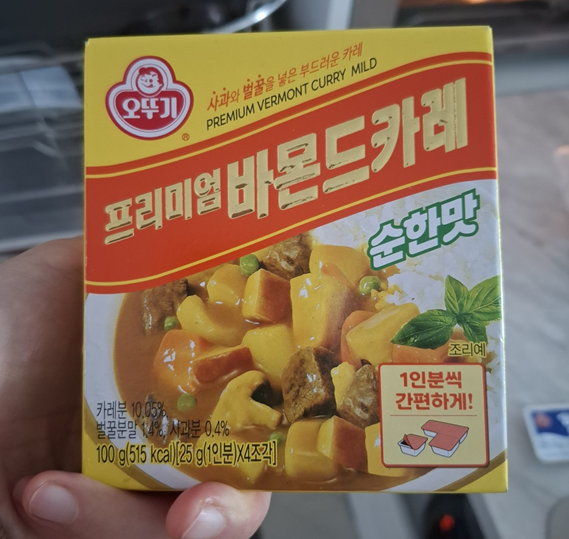 오뚜기
®
사과와 벌꿀을 넣은 부드러운 카레
PREMIUM VERMONT CURRY MILD
프리미엄 바몬드카레
순한맛
조리예
1인분씩
간편하게!
카레분 10.05%
벌꿀분말 1.4%, 사과분 0.4%
100 g(515 kcal)[25 g(1인분)X4조각]